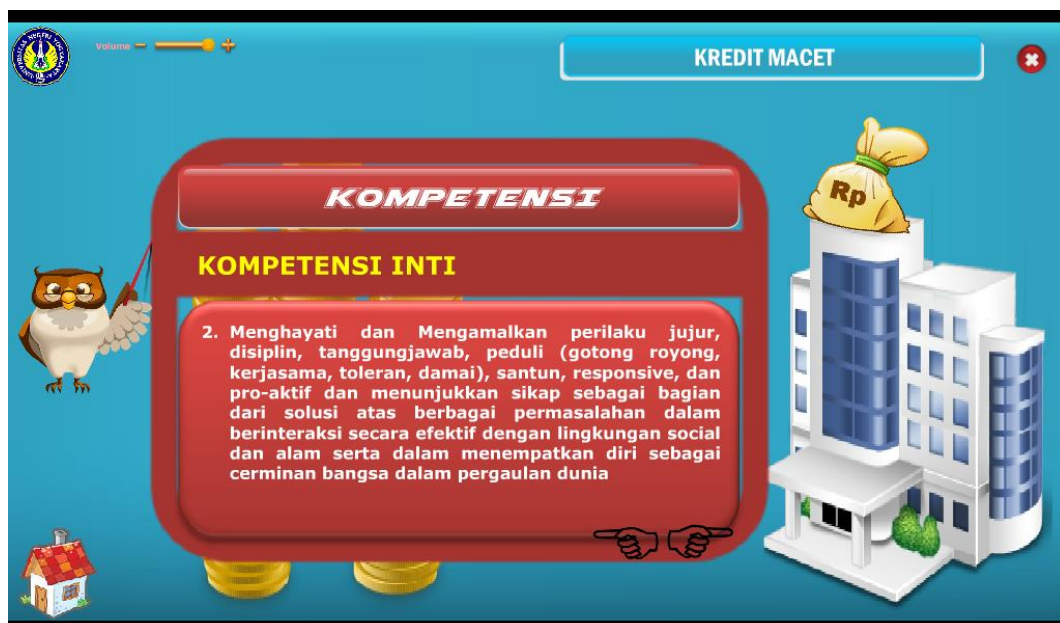 Volume
KREDIT MACET
KOMPETENSI
KOMPETENSI INTI
2. Menghayati dan Mengamalkan perilaku jujur,
disiplin, tanggungjawab, peduli (gotong royong,
kerjasama, toleran, damai), santun, responsive, dan
pro-aktif dan menunjukkan sikap sebagai bagian
dari solusi atas berbagai permasalahan dalam
berinteraksi secara efektif dengan lingkungan social
dan alam serta dalam menempatkan diri sebagai
cerminan bangsa dalam pergaulan dunia
Rp